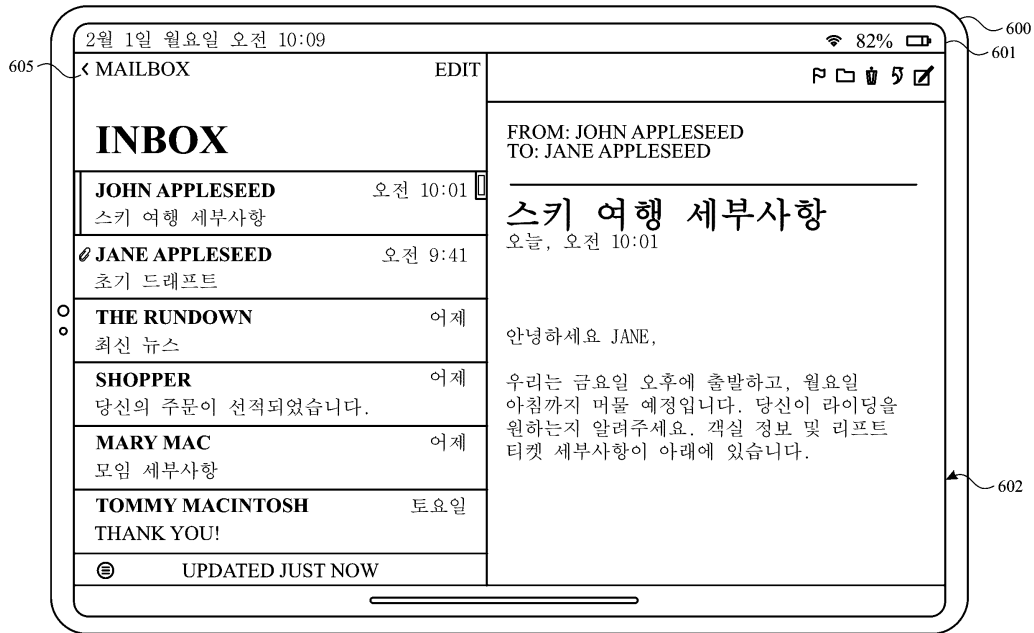 2월 1일 월요일 오전 10:09
82%
600
601
605
< MAILBOX
EDIT
INBOX
JOHN APPLESEED
오전 10:01
스키 여행 세부사항
JANE APPLESEED
오전 9:41
초기 드래프트
THE RUNDOWN
어제
최신 뉴스
SHOPPER
어제
당신의 주문이 선적되었습니다.
MARY MAC
어제
모임 세부사항
TOMMY MACINTOSH
토요일
THANK YOU!
UPDATED JUST NOW
FROM: JOHN APPLESEED
TO: JANE APPLESEED
스키 여행 세부사항
오늘, 오전 10:01
안녕하세요 JANE,
우리는 금요일 오후에 출발하고, 월요일
아침까지 머물 예정입니다. 당신이 라이딩을
원하는지 알려주세요. 객실 정보 및 리프트
티켓 세부사항이 아래에 있습니다.
602